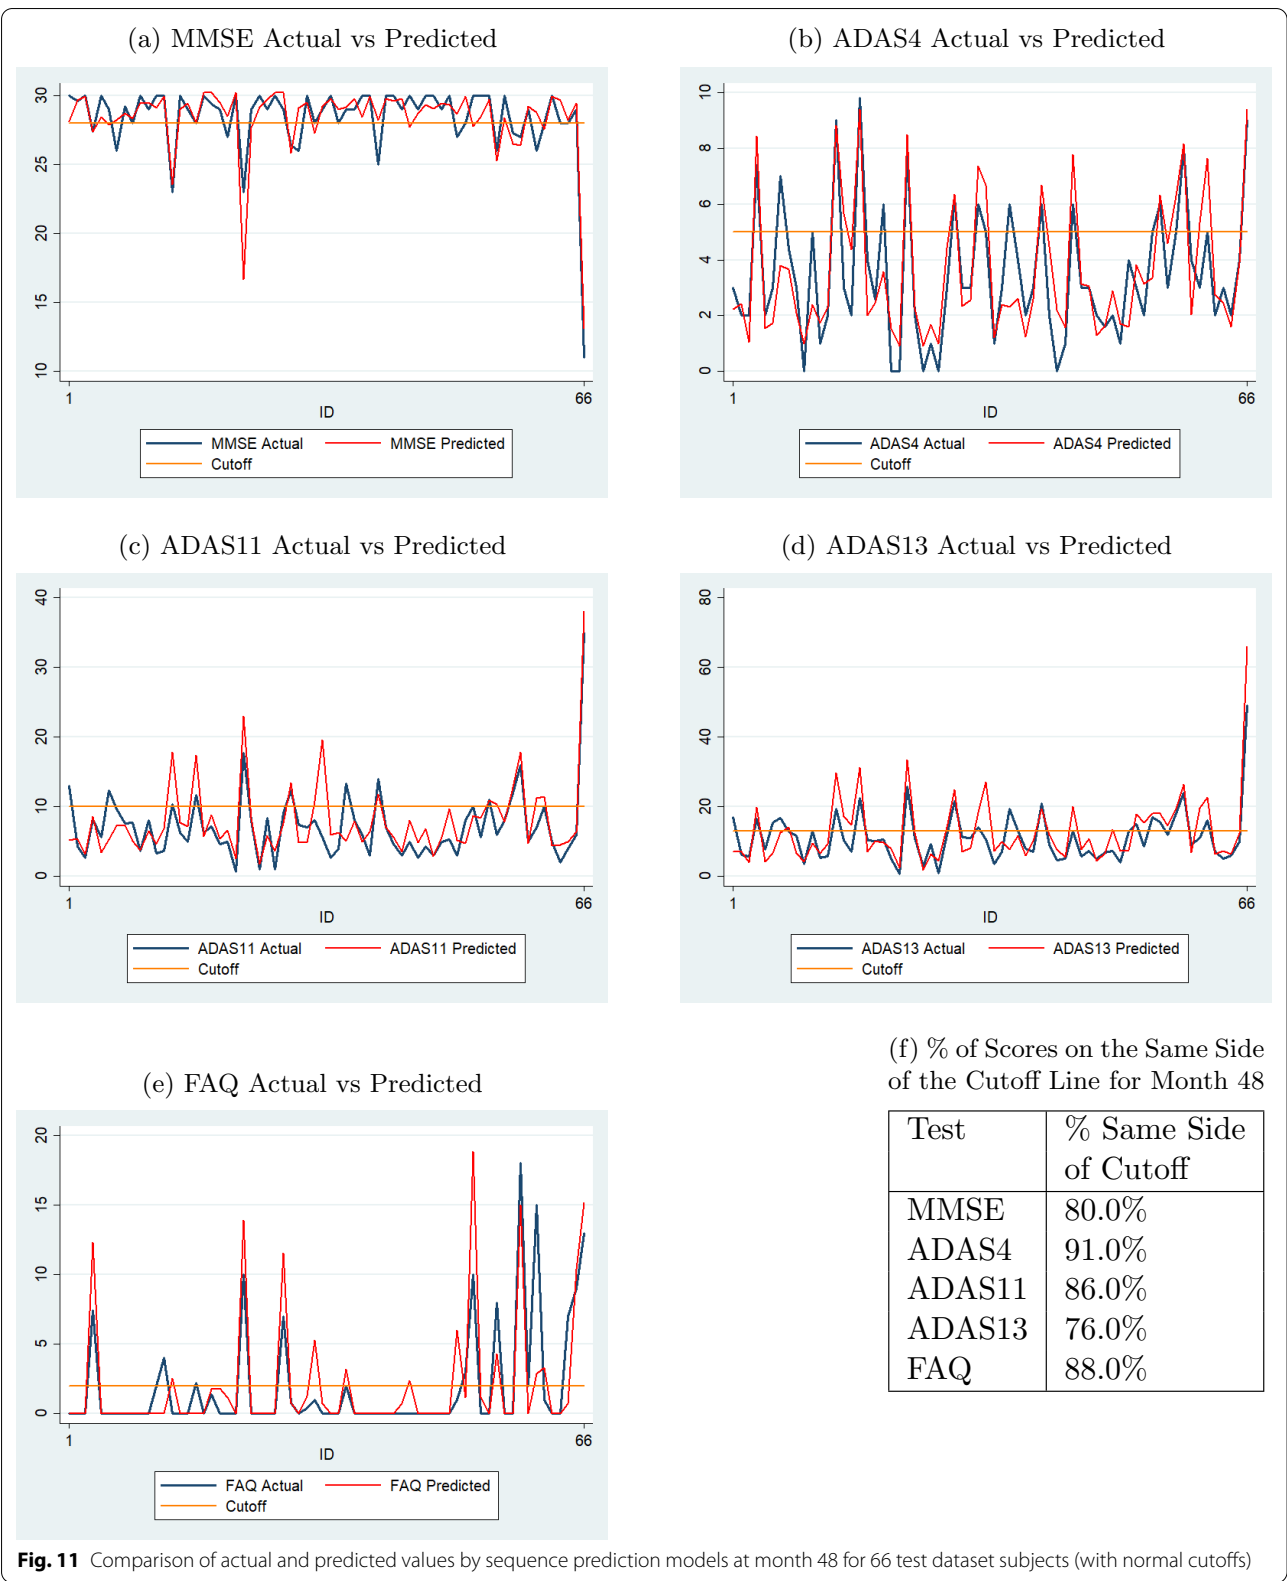 (a) MMSE Actual vs Predicted
30
25
20
15
10
1
66
ID
MMSE Actual
MMSE Predicted
Cutoff
(b) ADAS4 Actual vs Predicted
10
8
6
4
2
0
1
66
ID
ADAS4 Actual
ADAS4 Predicted
Cutoff
(c) ADAS11 Actual vs Predicted
40
30
20
10
0
1
66
ID
ADAS11 Actual
ADAS11 Predicted
Cutoff
(d) ADAS13 Actual vs Predicted
80
60
40
20
0
1
66
ID
ADAS13 Actual
ADAS13 Predicted
Cutoff
(e) FAQ Actual vs Predicted
20
15
10
5
0
1
66
ID
FAQ Actual
FAQ Predicted
Cutoff
(f) % of Scores on the Same Side
of the Cutoff Line for Month 48
Test % Same Side
of Cutoff
MMSE 80.0%
ADAS4 91.0%
ADAS11 86.0%
ADAS13 76.0%
FAQ 88.0%
Fig. 11 Comparison of actual and predicted values by sequence prediction models at month 48 for 66 test dataset subjects (with normal cutoffs)